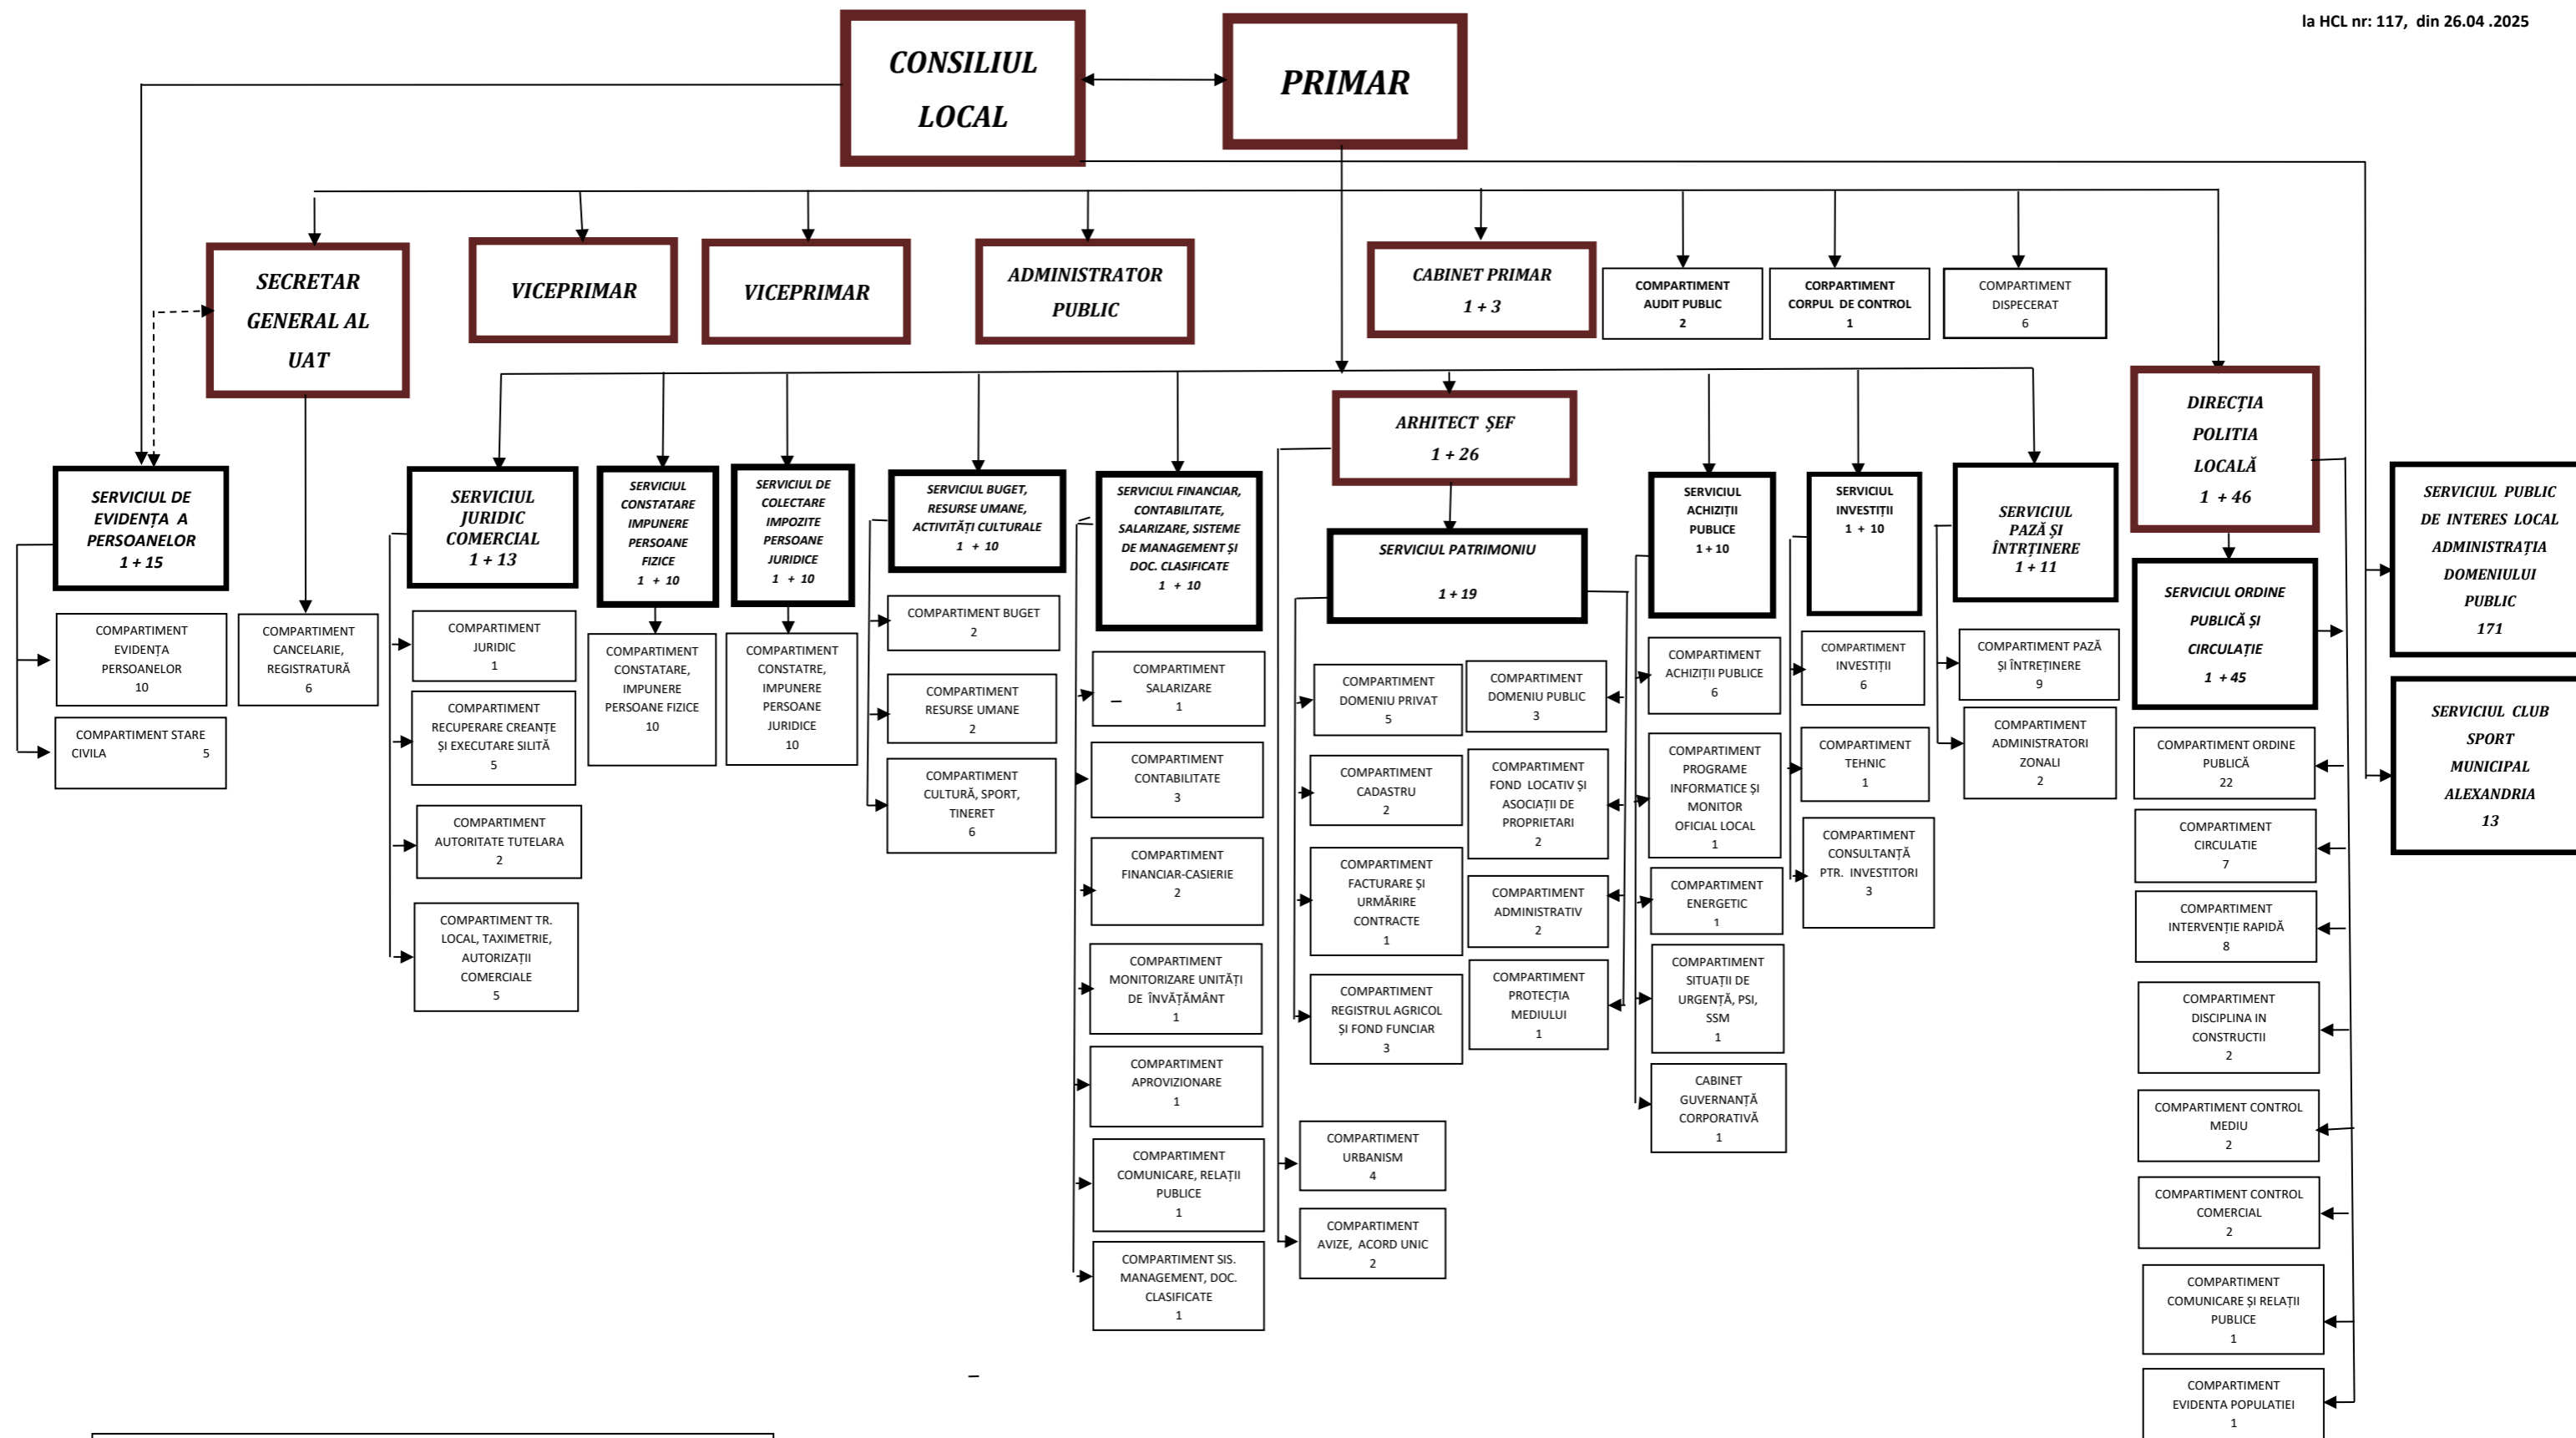 la HCL nr: 117, din 26.04 .2025
CONSILIUL
LOCAL
PRIMAR
SECRETAR
GENERAL AL
UAT
VICEPRIMAR
VICEPRIMAR
ADMINISTRATOR
PUBLIC
CABINET PRIMAR
1 + 3
COMPARTIMENT
AUDIT PUBLIC
2
CORPARTIMENT
CORPUL DE CONTROL
1
COMPARTIMENT
DISPECERAT
6
ARHITECT ȘEF
1 + 26
DIRECȚIA
POLITIA
LOCALĂ
1 + 46
SERVICIUL DE
EVIDENȚA A
PERSOANELOR
1 + 15
SERVICIUL
JURIDIC
COMERCIAL
1 + 13
SERVICIUL
CONSTATARE
IMPUNERE
PERSOANE
FIZICE
1 + 10
SERVICIUL DE
COLECTARE
IMPOZITE
PERSOANE
JURIDICE
1 + 10
SERVICIUL BUGET,
RESURSE UMANE,
ACTIVITĂȚI CULTURALE
1 + 10
SERVICIUL FINANCIAR,
CONTABILITATE,
SALARIZARE, SISTEME
DE MANAGEMENT ȘI
DOC. CLASIFICATE
1 + 10
SERVICIUL PATRIMONIU
1 + 19
SERVICIUL
ACHIZIȚII
PUBLICE
1 + 10
SERVICIUL
INVESTIȚII
1 + 10
SERVICIUL
PAZĂ ȘI
ÎNTRȚINERE
1 + 11
SERVICIUL ORDINE
PUBLICĂ ȘI
CIRCULAȚIE
1 + 45
SERVICIUL PUBLIC
DE INTERES LOCAL
ADMINISTRAȚIA
DOMENIULUI
PUBLIC
171
SERVICIUL CLUB
SPORT
MUNICIPAL
ALEXANDRIA
13
COMPARTIMENT
EVIDENȚA
PERSOANELOR
10
COMPARTIMENT STARE
CIVILA 5
COMPARTIMENT
CANCELARIE,
REGISTRATURĂ
6
COMPARTIMENT
JURIDIC
1
COMPARTIMENT
RECUPERARE CREANȚE
ȘI EXECUTARE SILITĂ
5
COMPARTIMENT
AUTORITATE TUTELARA
2
COMPARTIMENT TR.
LOCAL, TAXIMETRIE,
AUTORIZAȚII
COMERCIALE
5
COMPARTIMENT
CONSTATARE,
IMPUNERE
PERSOANE FIZICE
10
COMPARTIMENT
CONSTATRE,
IMPUNERE
PERSOANE
JURIDICE
10
COMPARTIMENT BUGET
2
COMPARTIMENT
RESURSE UMANE
2
COMPARTIMENT
CULTURĂ, SPORT,
TINERET
6
COMPARTIMENT
SALARIZARE
1
COMPARTIMENT
CONTABILITATE
3
COMPARTIMENT
FINANCIAR-CASIERIE
2
COMPARTIMENT
MONITORIZARE UNITĂȚI
DE ÎNVĂȚĂMÂNT
1
COMPARTIMENT
APROVIZIONARE
1
COMPARTIMENT
COMUNICARE, RELAȚII
PUBLICE
1
COMPARTIMENT SIS.
MANAGEMENT, DOC.
CLASIFICATE
1
COMPARTIMENT
DOMENIU PRIVAT
5
COMPARTIMENT
CADASTRU
2
COMPARTIMENT
FACTURARE ȘI
URMĂRIRE
CONTRACTE
1
COMPARTIMENT
REGISTRUL AGRICOL
ȘI FOND FUNCIAR
3
COMPARTIMENT
DOMENIU PUBLIC
3
COMPARTIMENT
FOND LOCATIV ȘI
ASOCIAȚII DE
PROPRIETARI
2
COMPARTIMENT
ADMINISTRATIV
2
COMPARTIMENT
PROTECȚIA
MEDIULUI
1
COMPARTIMENT
URBANISM
4
COMPARTIMENT
AVIZE, ACORD UNIC
2
COMPARTIMENT
ACHIZIȚII PUBLICE
6
COMPARTIMENT
PROGRAME
INFORMATICE ȘI
MONITOR
OFICIAL LOCAL
1
COMPARTIMENT
ENERGETIC
1
COMPARTIMENT
SITUAȚII DE
URGENȚĂ, PSI,
SSM
1
CABINET
GUVERNANȚĂ
CORPORATIVĂ
1
COMPARTIMENT
INVESTIȚII
6
COMPARTIMENT
TEHNIC
1
COMPARTIMENT
CONSULTANȚĂ
PTR. INVESTITORI
3
COMPARTIMENT PAZĂ
ȘI ÎNTREȚINERE
9
COMPARTIMENT
ADMINISTRATORI
ZONALI
2
COMPARTIMENT ORDINE
PUBLICĂ
22
COMPARTIMENT
CIRCULATIE
7
COMPARTIMENT
INTERVENȚIE RAPIDĂ
8
COMPARTIMENT
DISCIPLINA IN
CONSTRUCTII
2
COMPARTIMENT CONTROL
MEDIU
2
COMPARTIMENT CONTROL
COMERCIAL
2
COMPARTIMENT
COMUNICARE ȘI RELAȚII
PUBLICE
1
COMPARTIMENT
EVIDENTA POPULATIEI
1